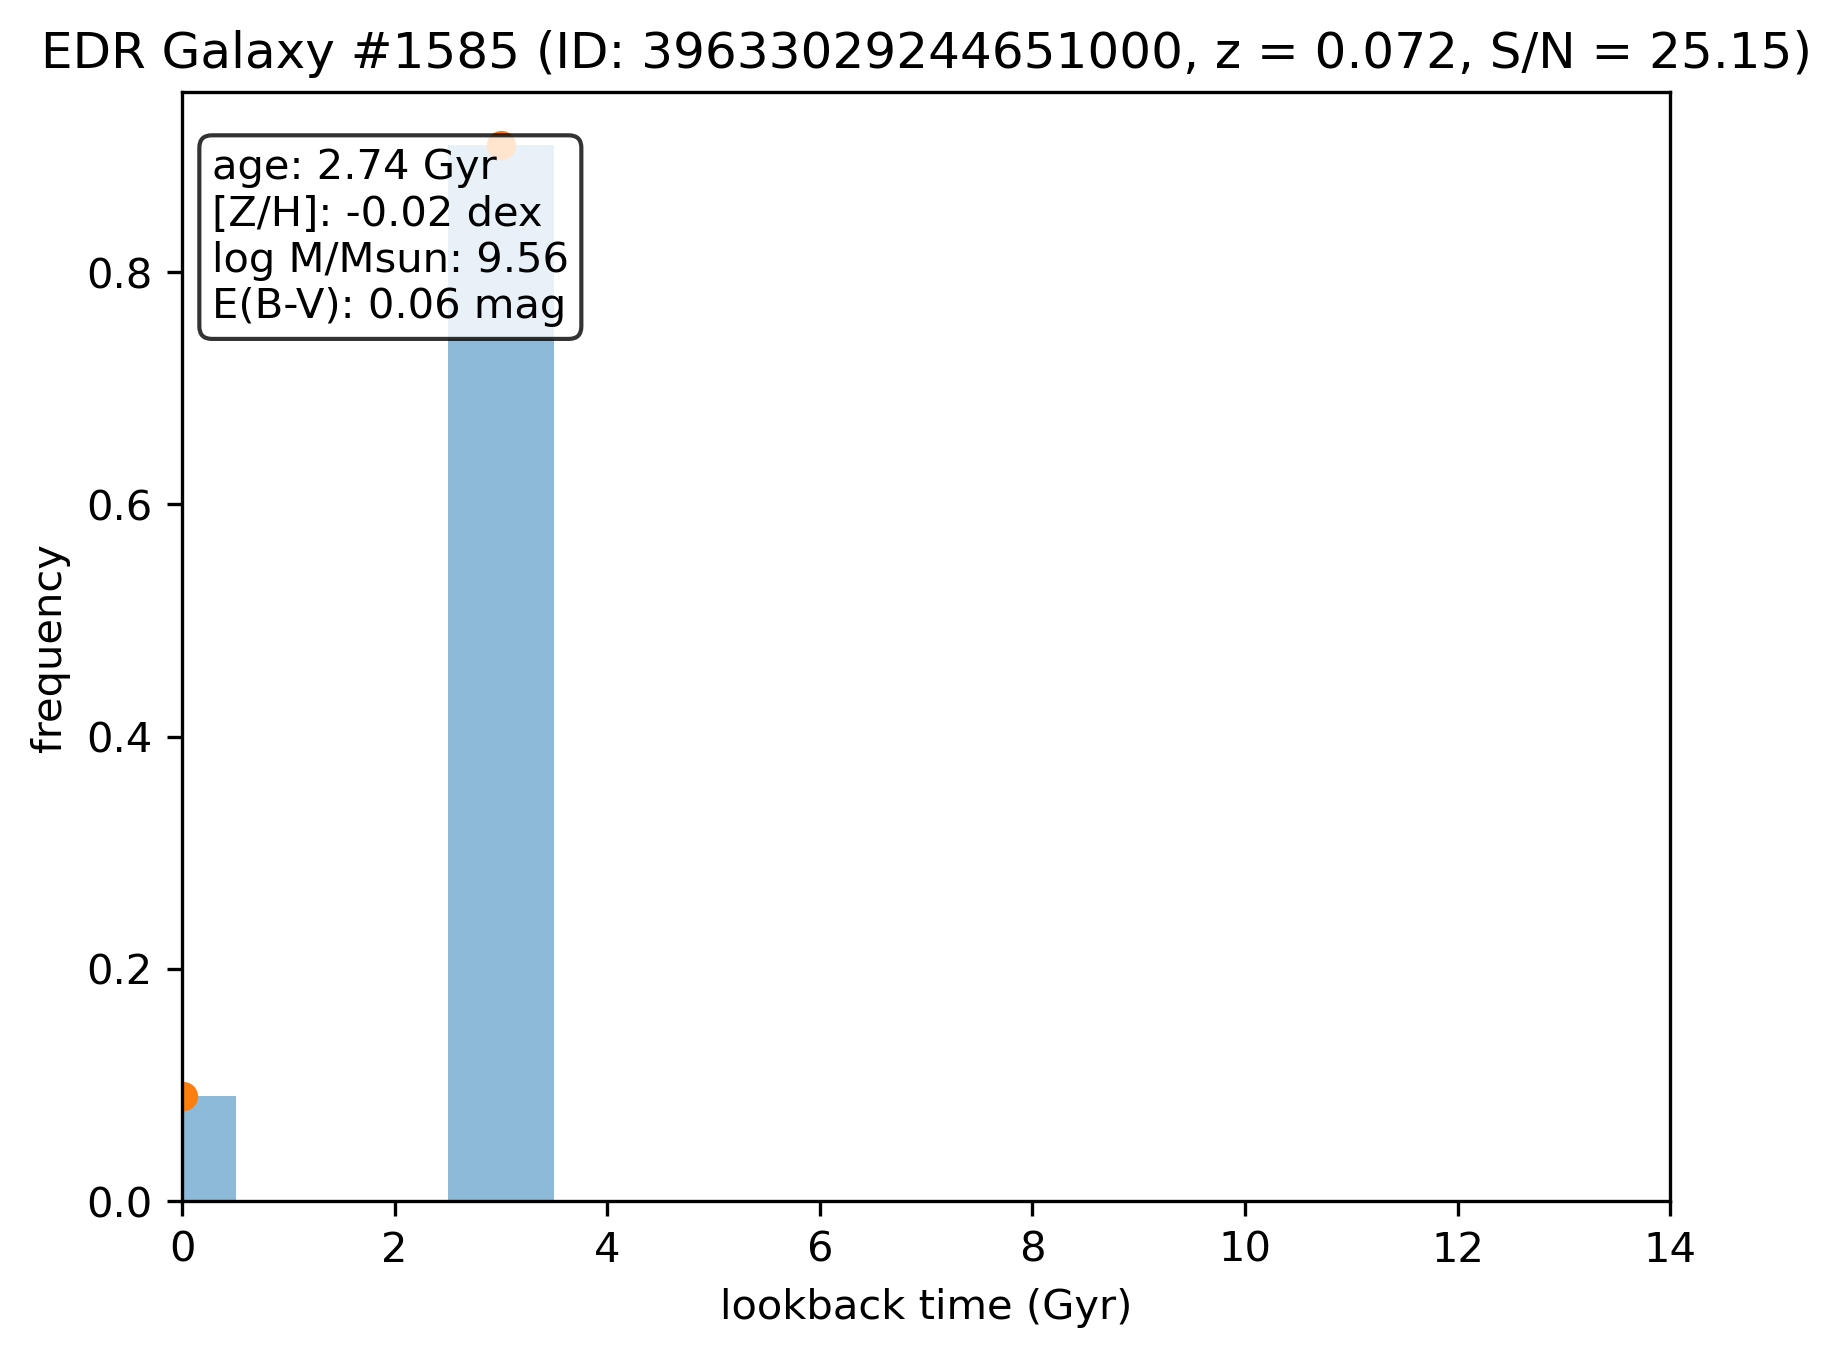 EDR Galaxy #1585 (ID: 39633029244651000, z = 0.072, S/N = 25.15)
age: 2.74 Gyr
[Z/H]: -0.02 dex
log M/Msun: 9.56
E(B-V): 0.06 mag
frequency
0.8
0.6
0.4
0.2
0.0
0 2 4 6 8 10 12 14
lookback time (Gyr)